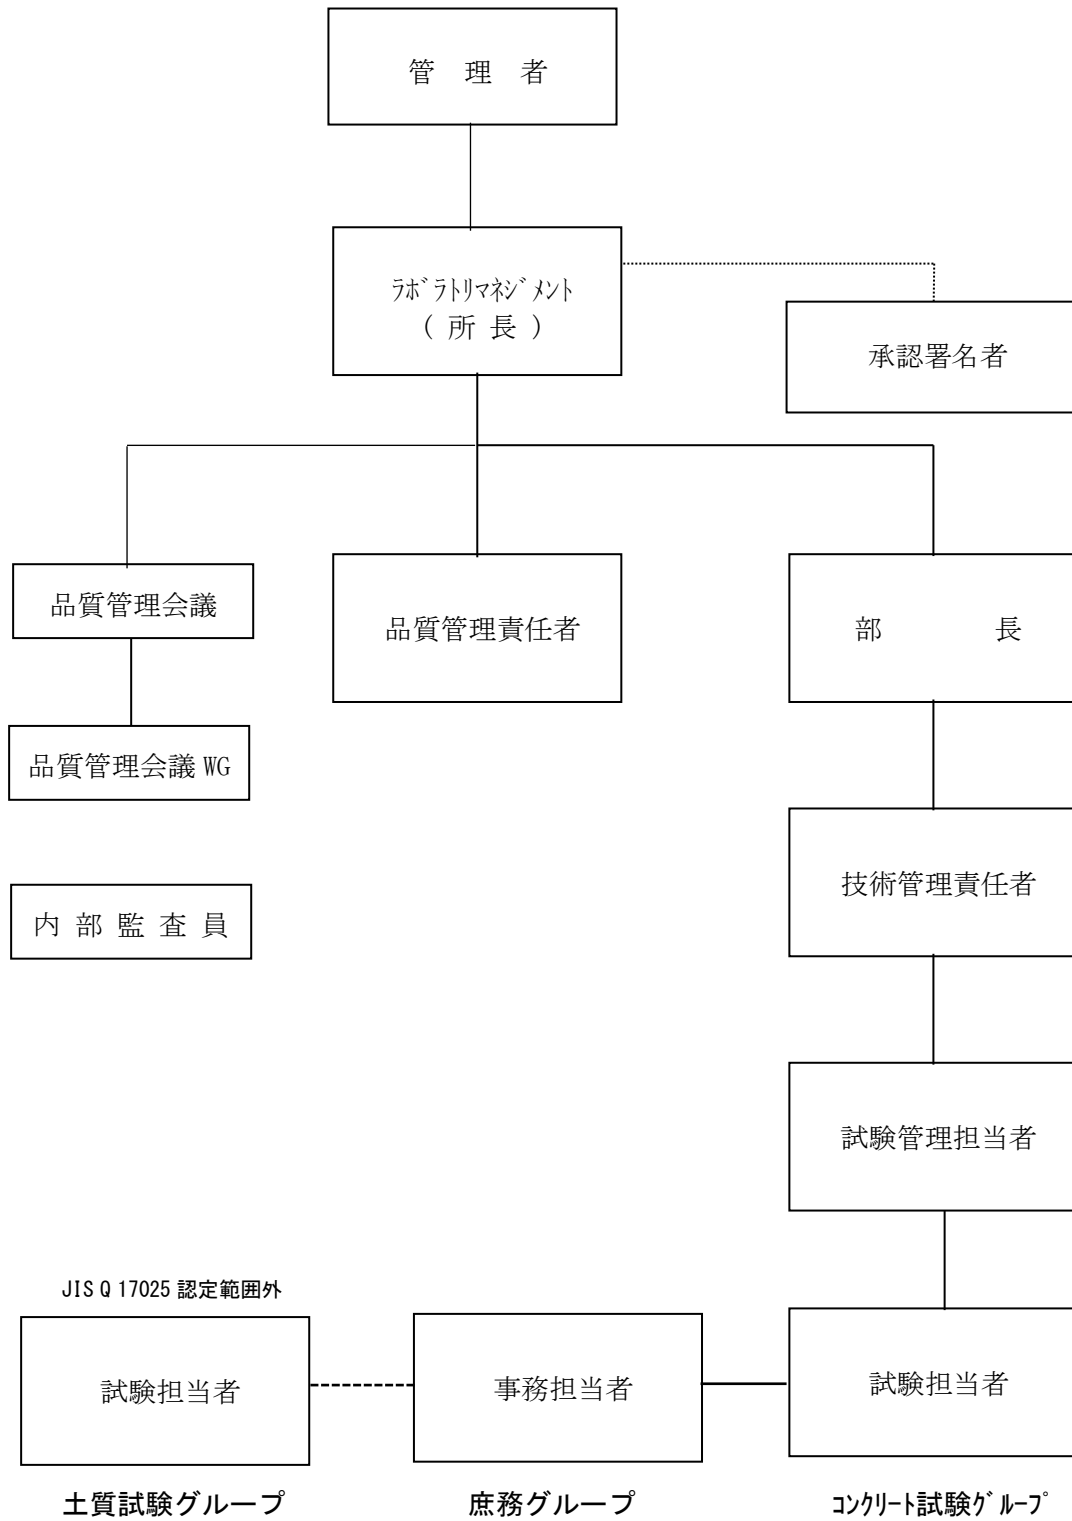 管 理 者
ﾗﾎﾞﾗﾄﾘﾏﾈｼﾞﾒﾝﾄ
( 所 長 )
承認署名者
品質管理会議
品質管理責任者
部 長
品質管理会議 WG
技術管理責任者
内 部 監 査 員
試験管理担当者
JIS Q 17025 認定範囲外
試験担当者
事務担当者
試験担当者
土質試験グループ
庶務グループ
ｺﾝｸﾘｰﾄ試験ｸﾞﾙｰﾌﾟ